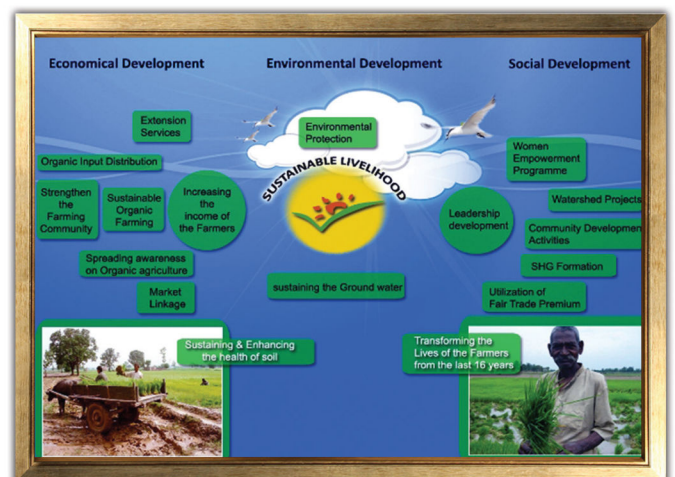 Economical Development
Environmental Development
Social Development
Extension
Services
Organic Input Distribution
Strengthen
the
Farming
Community
Sustainable
Organic
Farming
Increasing
the
income of
the Farmers
Spreading awareness
on Organic agriculture
Market
Linkage
Sustaining & Enhancing
the health of soil
Environmental
Protection
SUSTAINABLE LIVELIHOOD
sustaining the Ground water
Women
Empowerment
Programme
Watershed Projects
Leadership
development
Community Development
Activities
SHG Formation
Utilization of
Fair Trade Premium
Transforming the
Lives of the Farmers
from the last 16 years